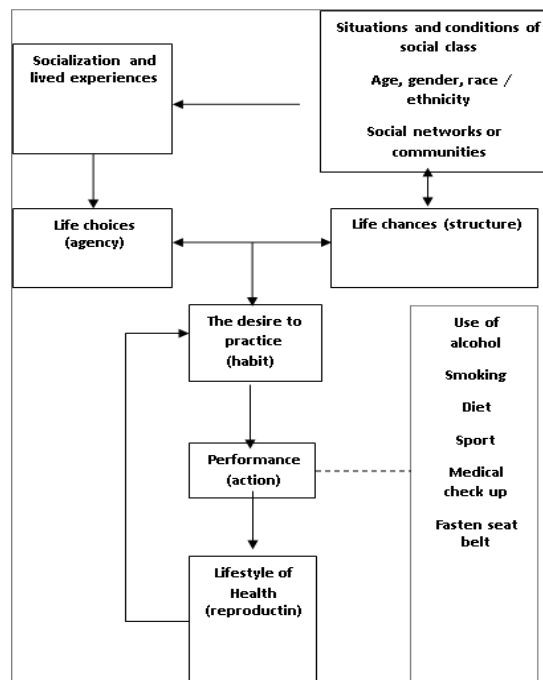 Socialization and
lived experiences
Situations and conditions of
social class
Age, gender, race /
ethnicity
Social networks or
communities
Life choices
(agency)
Life chances (structure)
The desire to
practice
(habit)
Performance
(action)
Lifestyle of
Health
(reproductin)
Use of
alcohol
Smoking
Diet
Sport
Medical
check up
Fasten seat
belt